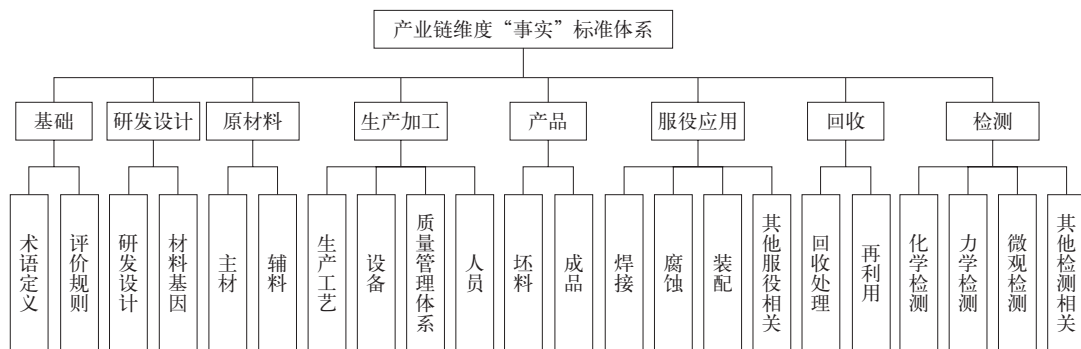 产业链维度“事实”标准体系
基础
研发设计
原材料
生产加工
产品
服役应用
回收
检测
术语定义
评价规则
研发设计
材料基因
主材
辅料
生产工艺
设备
质量管理体系
人员
坯料
成品
焊接
腐蚀
装配
其他服役相关
回收处理
再利用
化学检测
力学检测
微观检测
其他检测相关